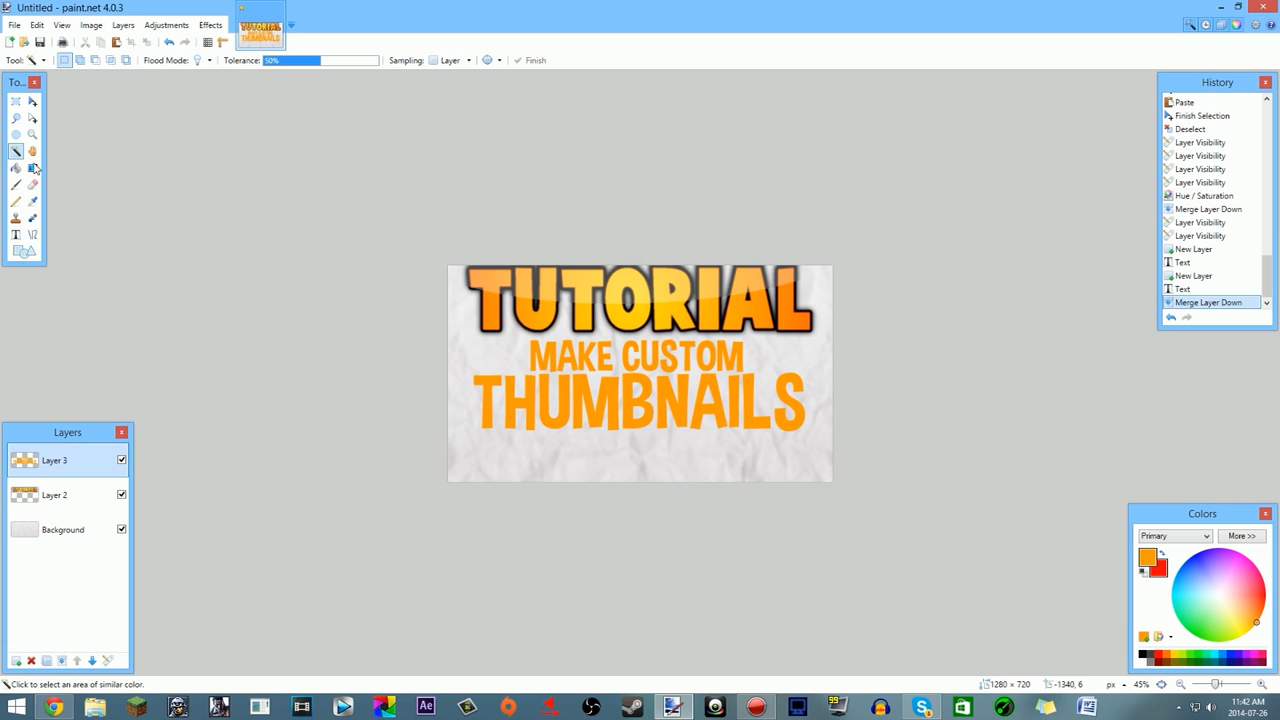 Untitled - paint.net 4.0.3
File Edit View Image Layers Adjustments Effects
Tool: Flood Mode: Tolerance: 50% Sampling: Layer Finish
To...
History
Paste
Finish Selection
Deselect
Layer Visibility
Layer Visibility
Layer Visibility
Layer Visibility
Hue / Saturation
Merge Layer Down
Layer Visibility
Layer Visibility
New Layer
Text
New Layer
Text
Merge Layer Down
TUTORIAL
MAKE CUSTOM
THUMBNAILS
Layers
Layer 3
Layer 2
Background
Colors
Primary More >>
Click to select an area of similar color. 1280 × 720 -1340, 6 px 45%
Ae 99
11:42 AM
2014-07-26